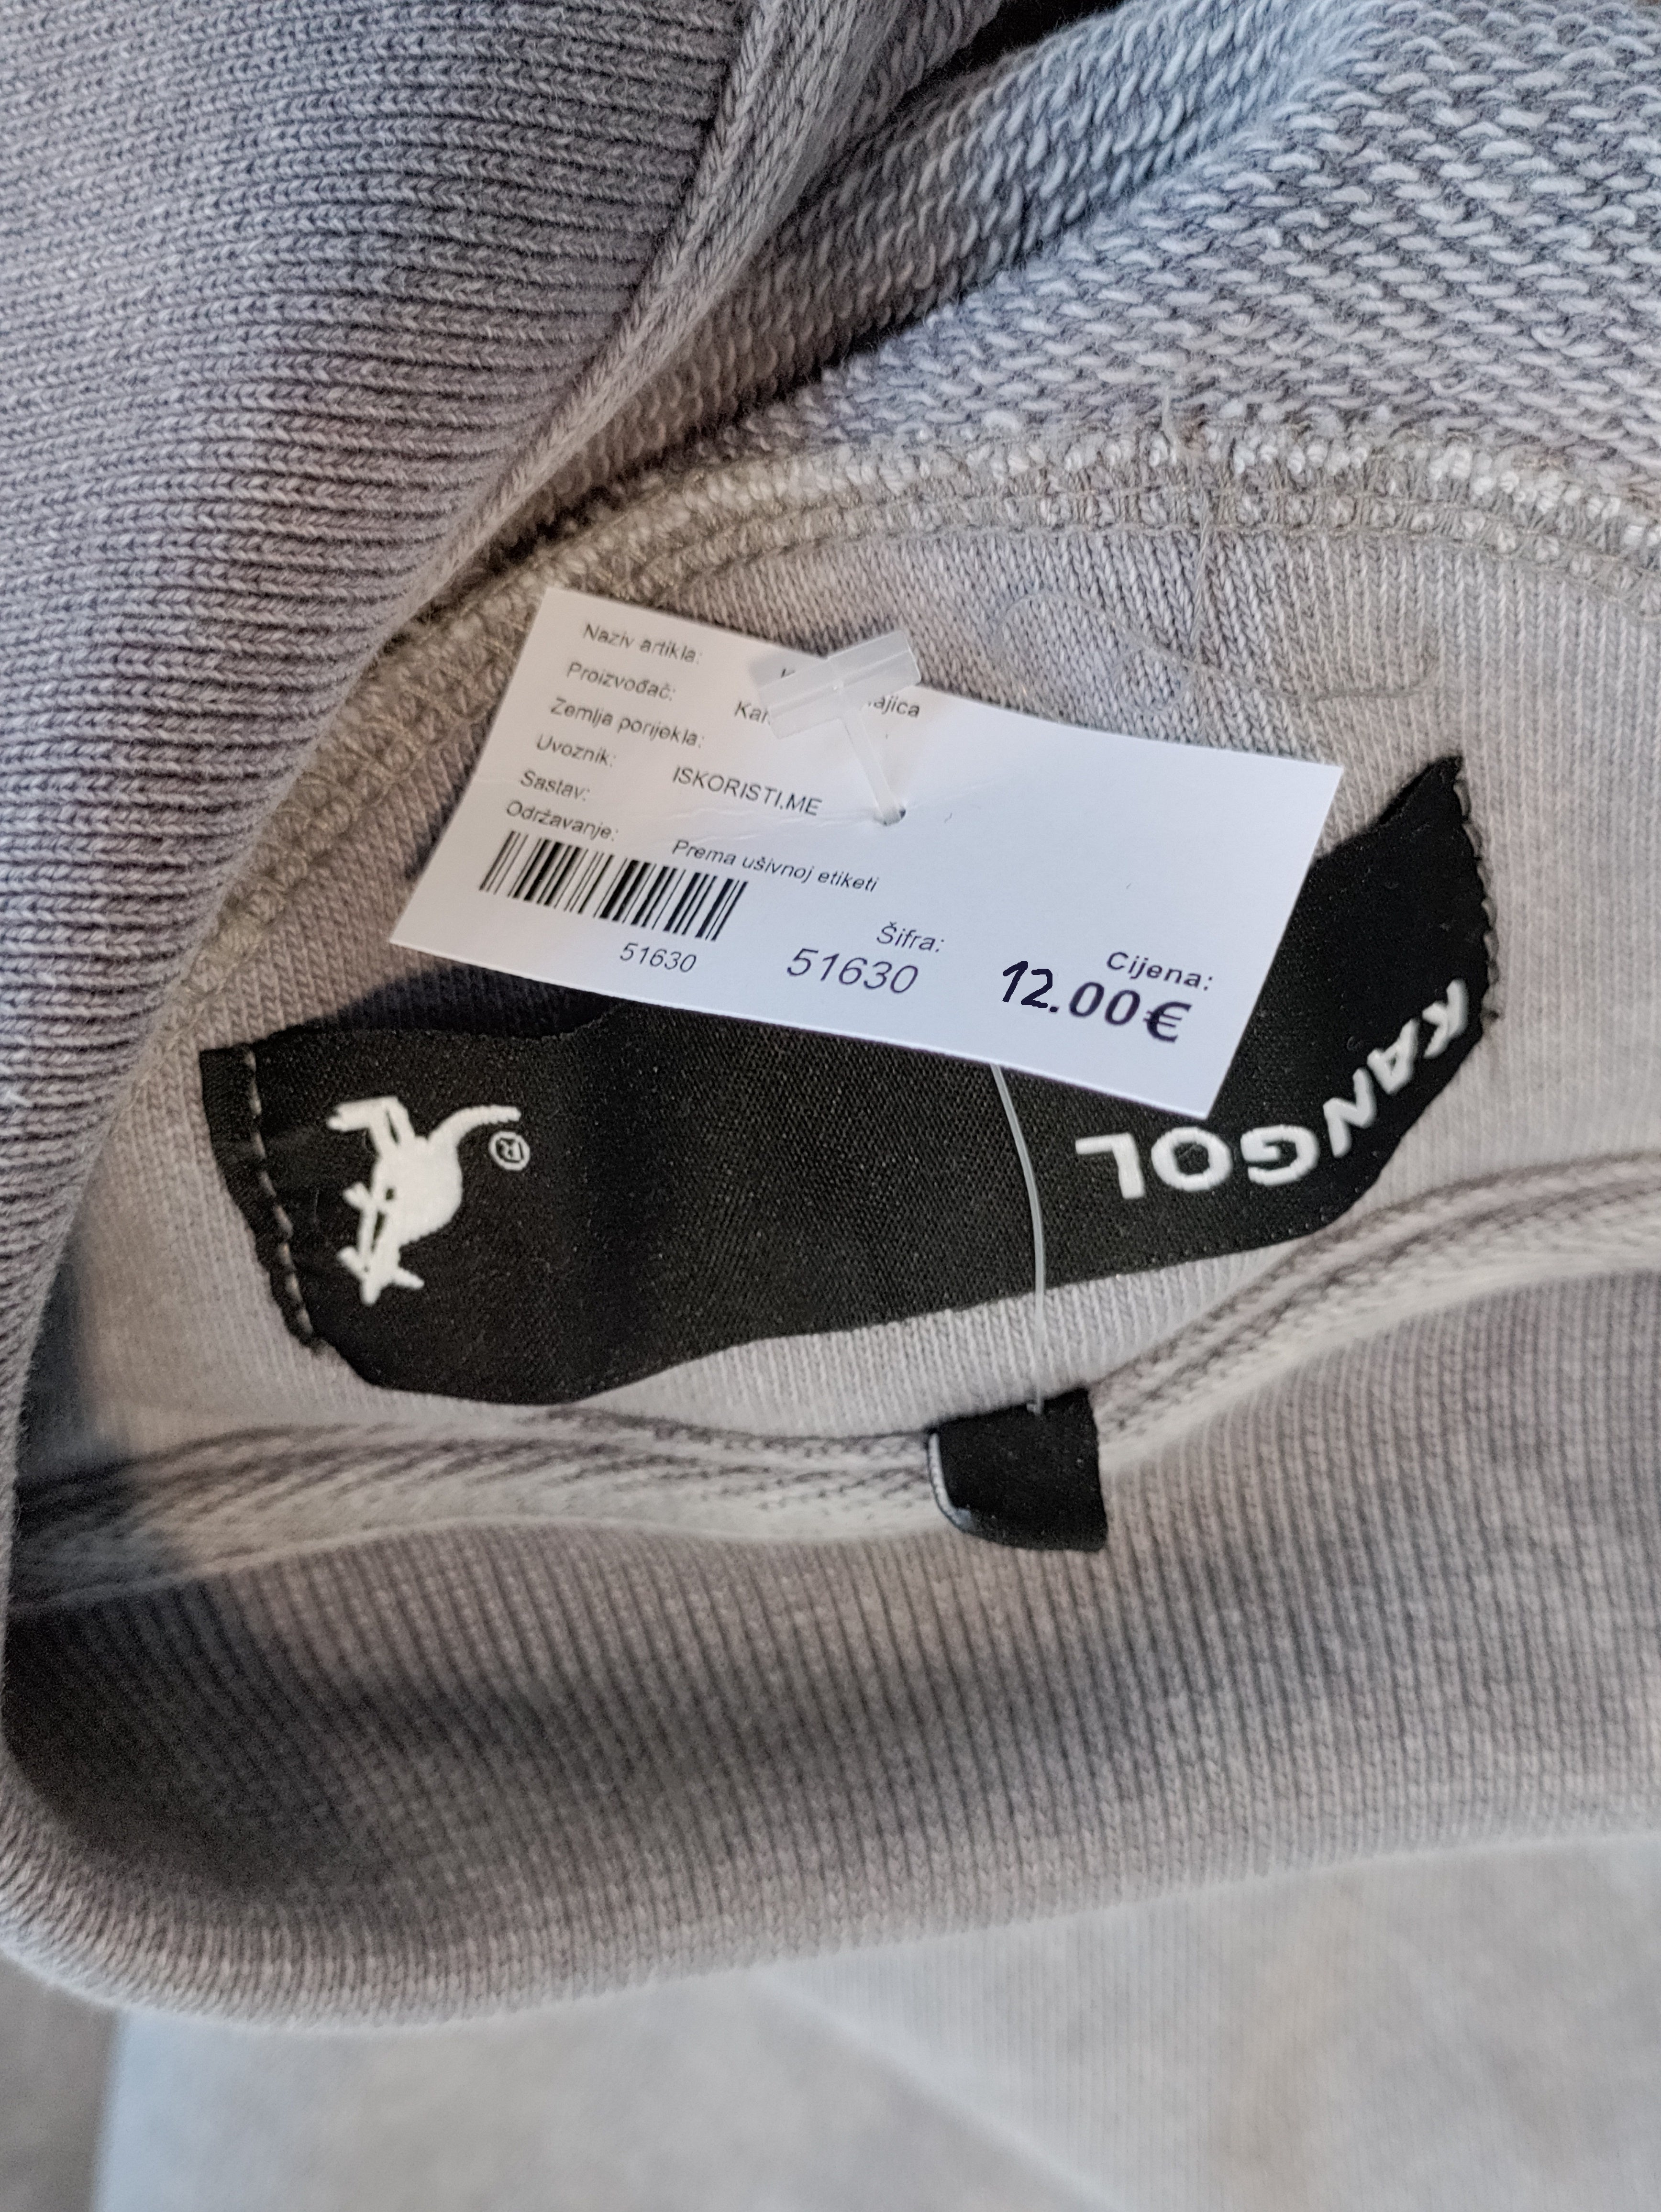 Naziv artikla:
Proizvođač: ajica
Zemlja porijekla:
Uvoznik: ISKORISTI.ME
Sastav:
Održavanje: Prema ušivnoj etiketi
51630
Šifra:
51630
Cijena:
12.00€
KANGOL
®